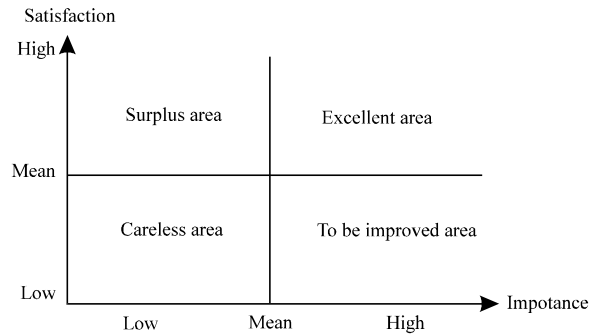 Satisfaction
High
Surplus area
Excellent area
Mean
Careless area
To be improved area
Low
Impotance
Low
Mean
High